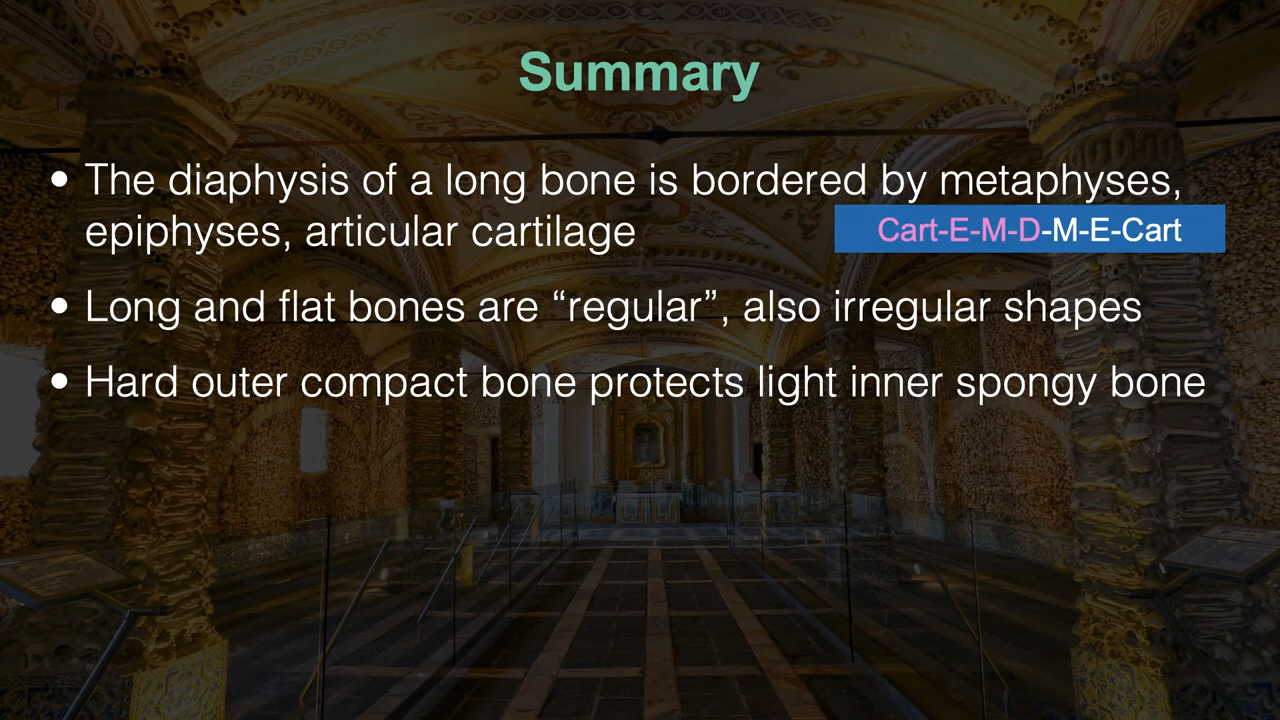 Summary
• The diaphysis of a long bone is bordered by metaphyses,
epiphyses, articular cartilage
Cart-E-M-D-M-E-Cart
• Long and flat bones are “regular”, also irregular shapes
• Hard outer compact bone protects light inner spongy bone